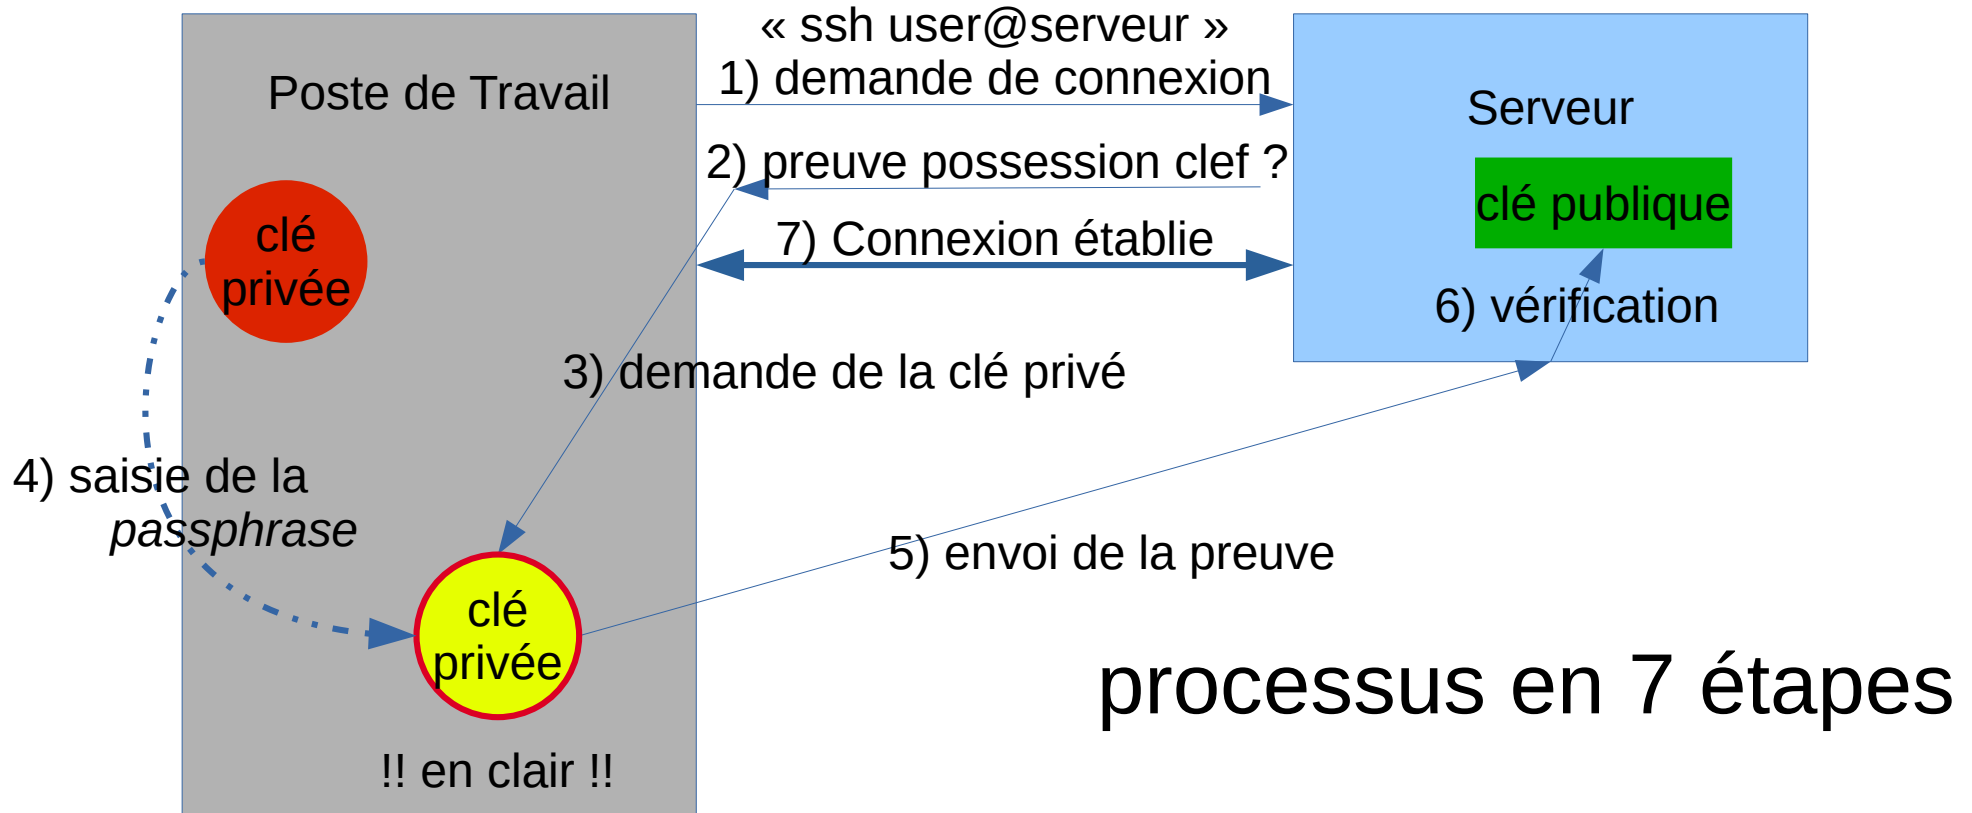 « ssh user@serveur »
1) demande de connexion
Poste de Travail
Serveur
2) preuve possession clef ?
clé publique
clé
privée
7) Connexion établie
6) vérification
3) demande de la clé privé
4) saisie de la
passphrase
5) envoi de la preuve
clé
privée
processus en 7 étapes
!! en clair !!